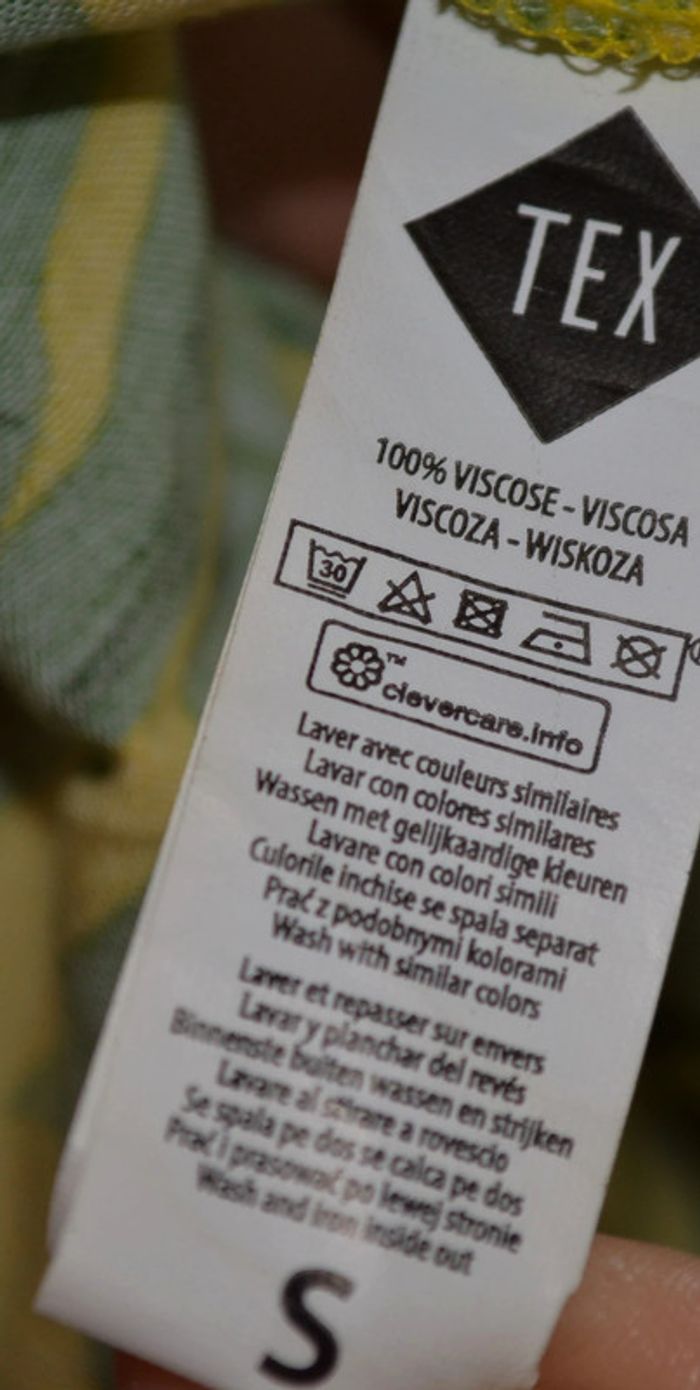 TEX
100% VISCOSE - VISCOSA
VISCOZA - WISKOZA
30
™
clevercare.info
Laver avec couleurs similaires
Lavar con colores similares
Wassen met gelijkaardige kleuren
Lavare con colori simili
Culorile inchise se spala separat
Prać z podobnymi kolorami
Wash with similar colors
Laver et repasser sur envers
Lavar y planchar del revés
Binnenste buiten wassen en strijken
Lavare al stirare a rovescio
Se spala pe dos se calca pe dos
Prać i prasować po lewej stronie
Wash and iron inside out
S